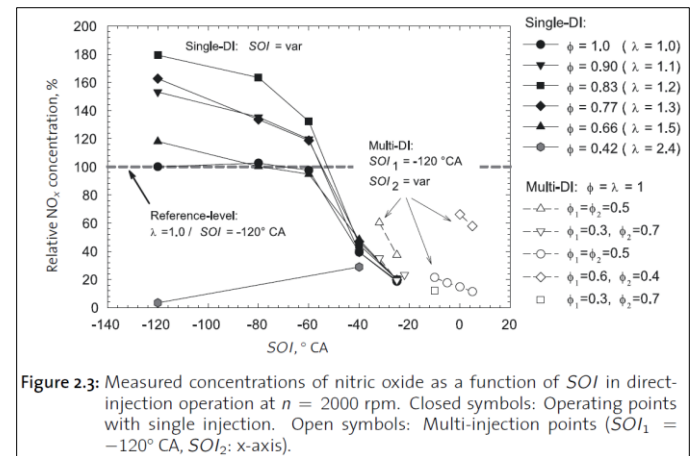 Single-DI: SOI = var
Relative NOx concentration, %
200
180
160
140
120
100
80
60
40
20
0
Reference-level:
λ =1,0 / SOI = -120° CA
Multi-DI:
SOI1 = -120 °CA
SOI2 = var
-140 -120 -100 -80 -60 -40 -20 0 20
SOI, ° CA
Single-DI:
ϕ = 1.0 ( λ = 1.0)
ϕ = 0.90 ( λ = 1.1)
ϕ = 0.83 ( λ = 1.2)
ϕ = 0.77 ( λ = 1.3)
ϕ = 0.66 ( λ = 1.5)
ϕ = 0.42 ( λ = 2.4)
Multi-DI: ϕ = λ = 1
ϕ1=ϕ2=0.5
ϕ1=0.3, ϕ2=0.7
ϕ1=ϕ2=0.5
ϕ1=0.6, ϕ2=0.4
ϕ1=0.3, ϕ2=0.7
Figure 2.3: Measured concentrations of nitric oxide as a function of SOI in direct-
injection operation at n = 2000 rpm. Closed symbols: Operating points
with single injection. Open symbols: Multi-injection points (SOI1 =
−120° CA, SOI2: x-axis).